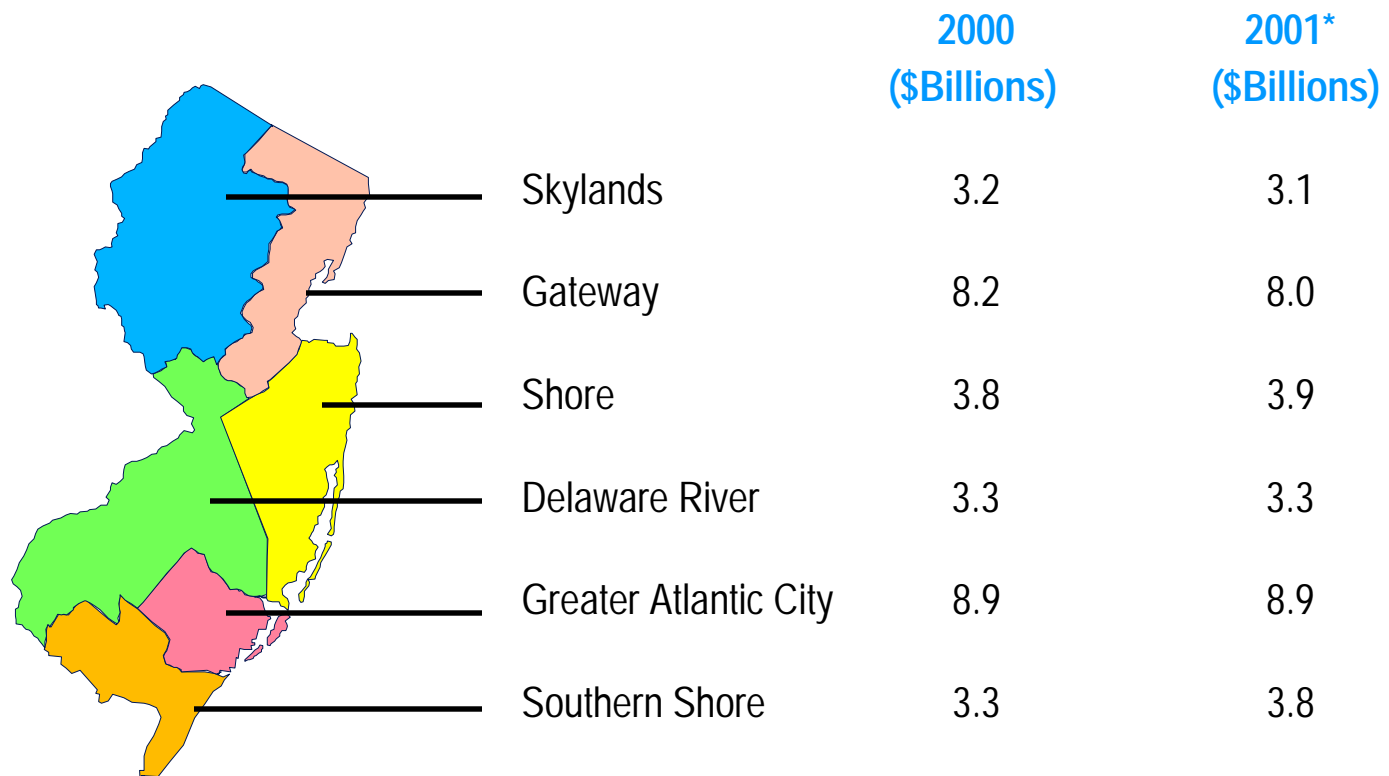 2000 2001*
($Billions) ($Billions)
Skylands 3.2 3.1
Gateway 8.2 8.0
Shore 3.8 3.9
Delaware River 3.3 3.3
Greater Atlantic City 8.9 8.9
Southern Shore 3.3 3.8